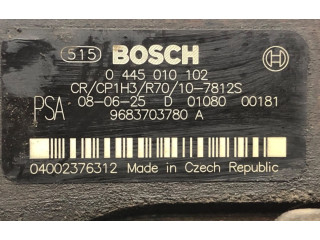 515 BOSCH
0 445 010 102
CR/CP1H3/R70/10-7812S
PSA 08-06-25 D 01080 00181
9683703780 A
04002376312 Made in Czech Republic